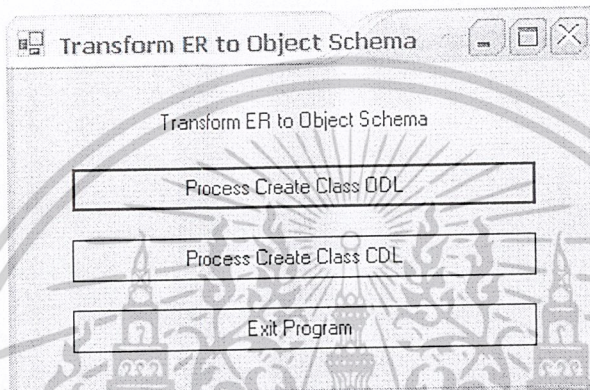 Transform ER to Object Schema
Transform ER to Object Schema
Process Create Class ODL
Process Create Class CDL
Exit Program